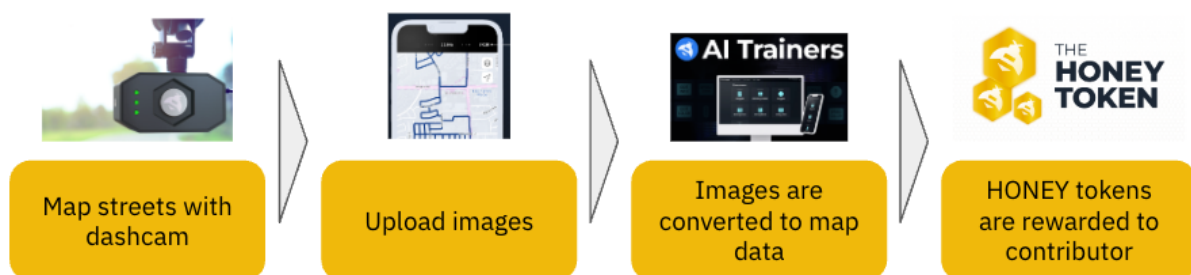 AI Trainers
THE
HONEY
TOKEN
Map streets with
dashcam
Upload images
Images are
converted to map
data
HONEY tokens
are rewarded to
contributor